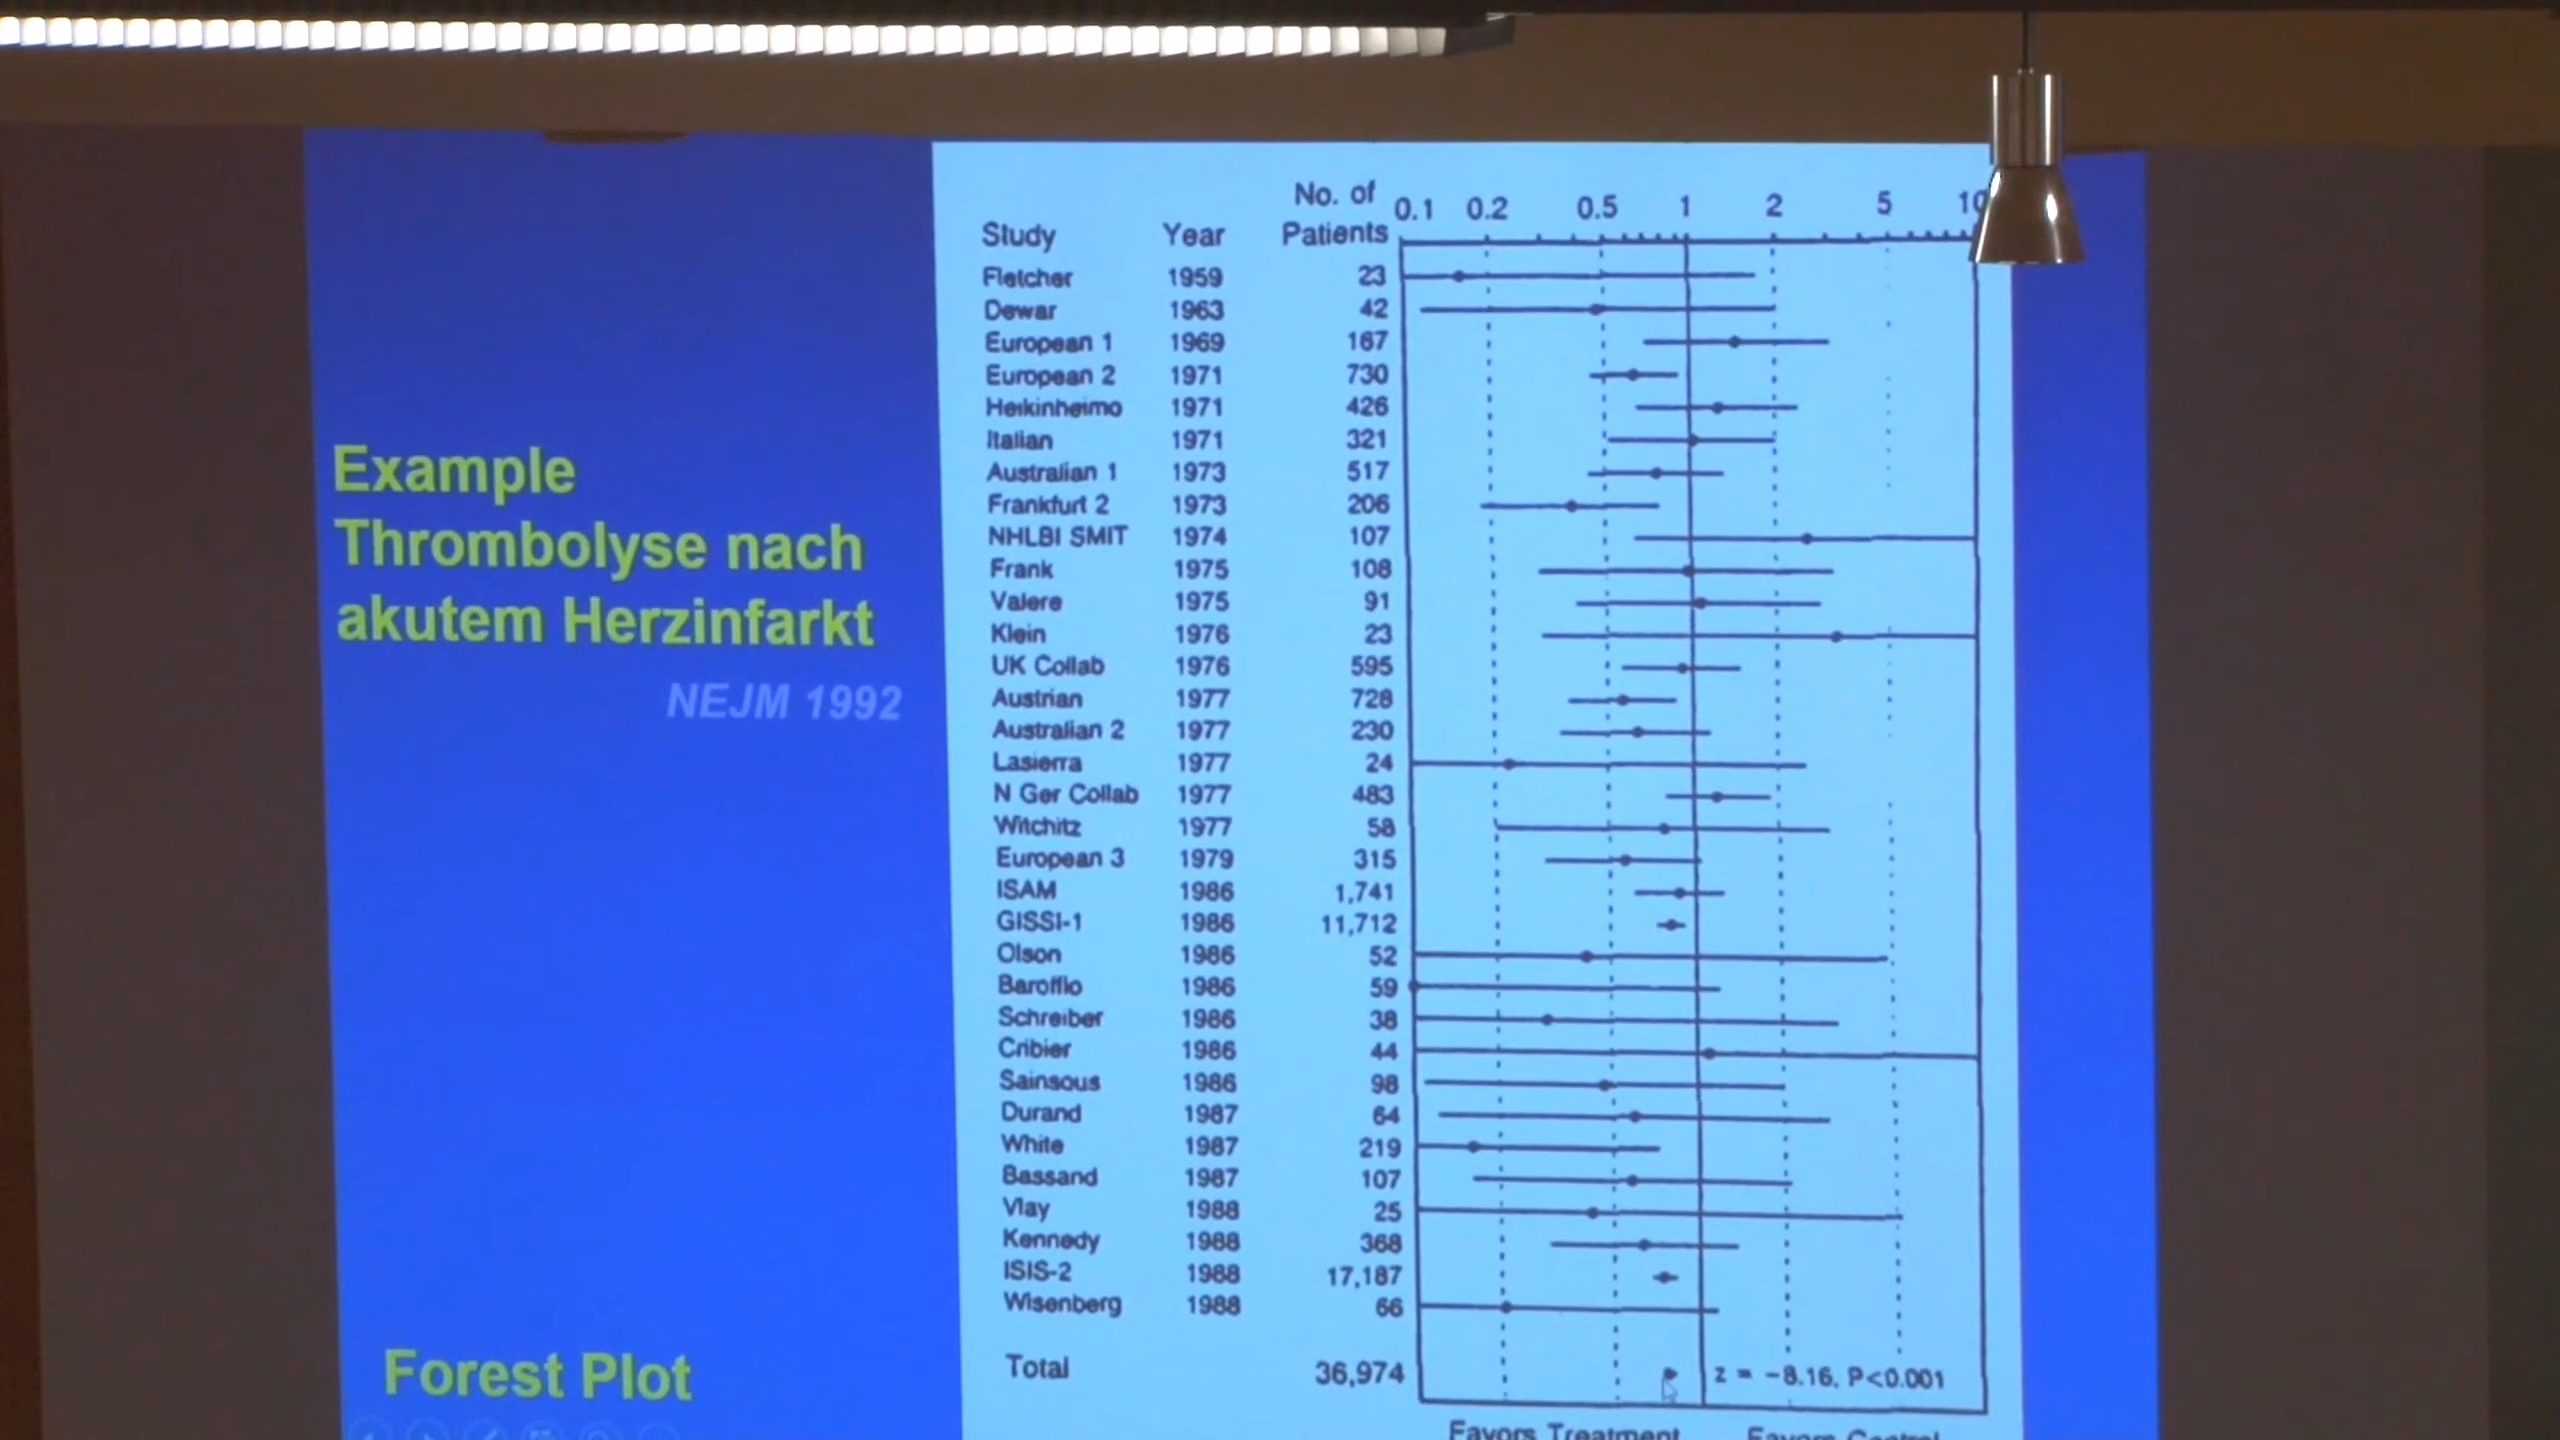 Example
Thrombolyse nach
akutem Herzinfarkt
NEJM 1992
Forest Plot
Study Year No. of Patients 0.1 0.2 0.5 1 2 5 10
Fletcher 1959 23
Dewar 1963 42
European 1 1969 167
European 2 1971 730
Heikinheimo 1971 426
Italian 1971 321
Australian 1 1973 517
Frankfurt 2 1973 206
NHLBI SMIT 1974 107
Frank 1975 108
Valere 1975 91
Klein 1976 23
UK Collab 1976 595
Austrian 1977 728
Australian 2 1977 230
Lasierra 1977 24
N Ger Collab 1977 483
Witchitz 1977 58
European 3 1979 315
ISAM 1986 1,741
GISSI-1 1986 11,712
Olson 1986 52
Baroffio 1986 59
Schreiber 1986 38
Cribier 1986 44
Sainsous 1986 98
Durand 1987 64
White 1987 219
Bassand 1987 107
Vlay 1988 25
Kennedy 1988 368
ISIS-2 1988 17,187
Wisenberg 1988 66
Total 36,974 z = −8.16, P<0.001
Favors Treatment Favors Control